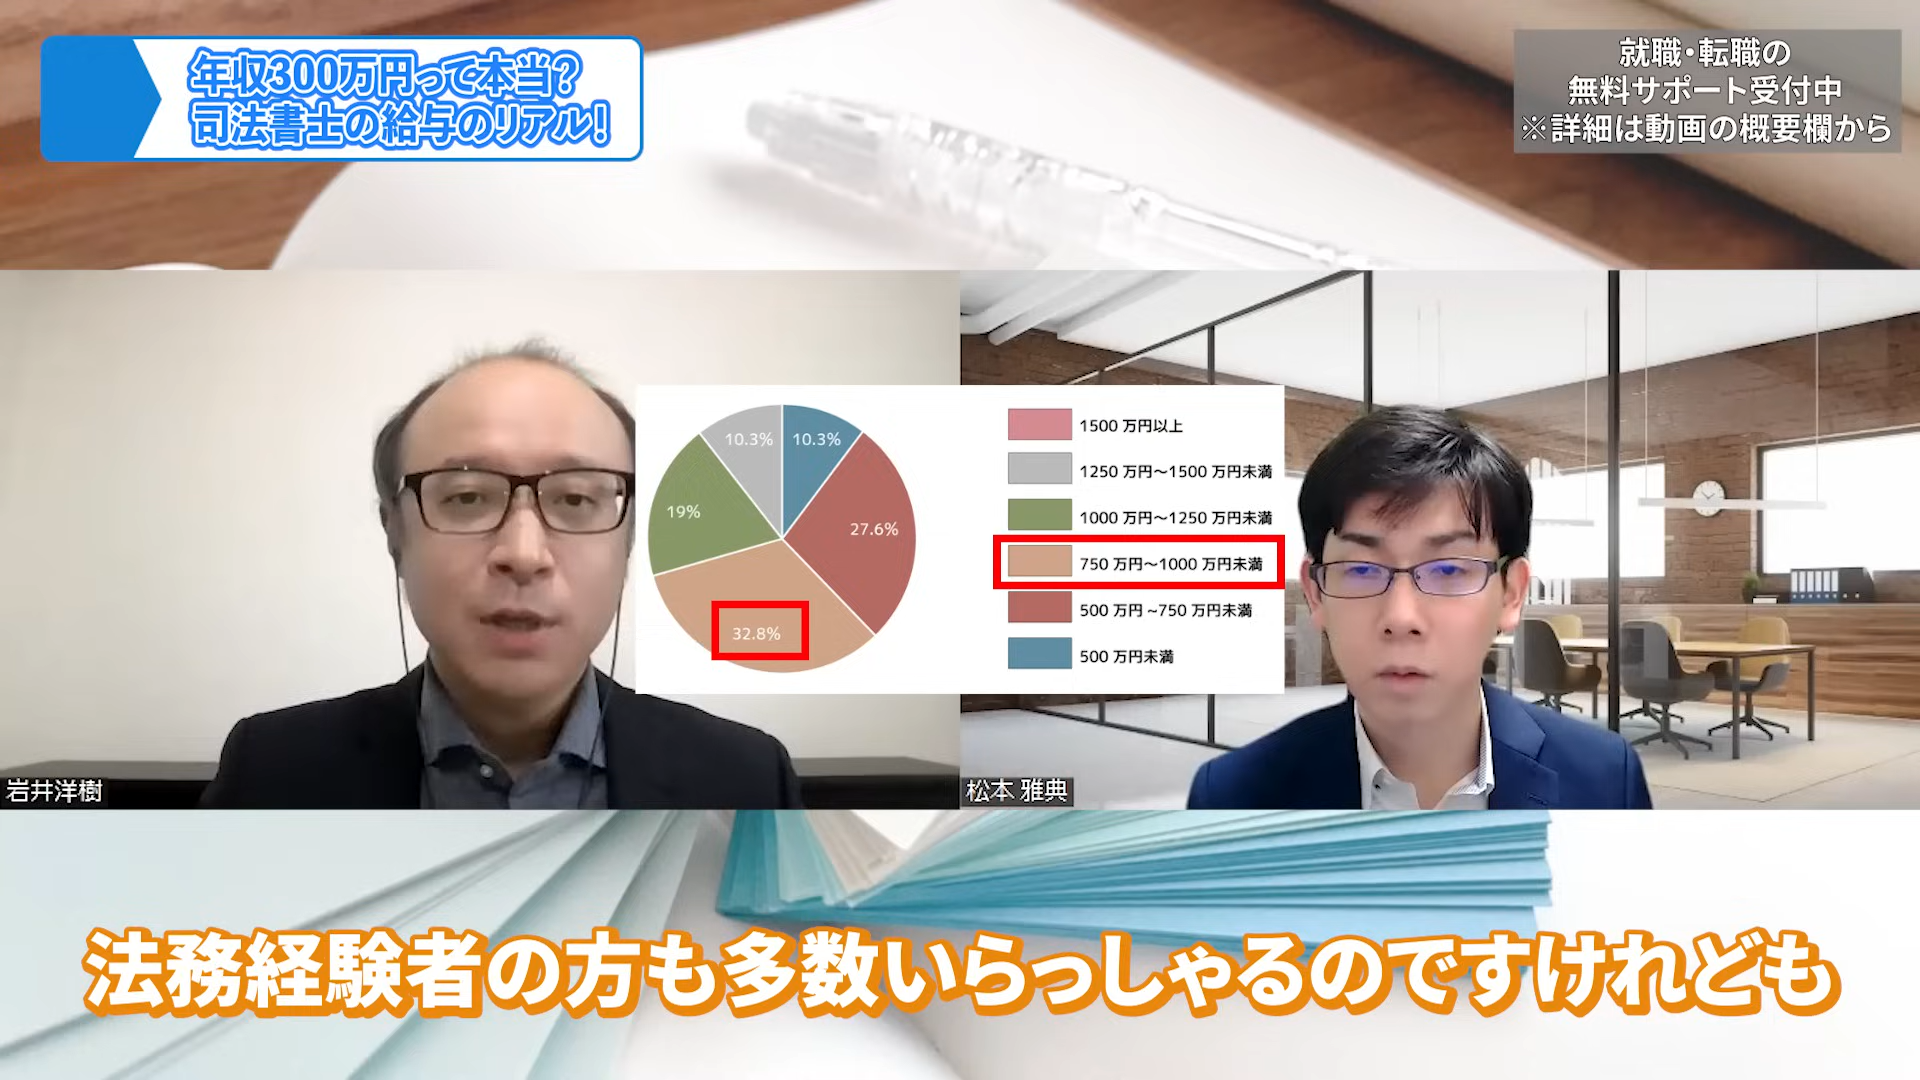 年収300万円って本当?
司法書士の給与のリアル!
就職・転職の
無料サポート受付中
※詳細は動画の概要欄から
10.3%
10.3%
19%
27.6%
32.8%
1500 万円以上
1250 万円〜1500 万円未満
1000 万円〜1250 万円未満
750 万円〜1000 万円未満
500 万円 ~750 万円未満
500 万円未満
岩井洋樹
松本 雅典
法務経験者の方も多数いらっしゃるのですけれども